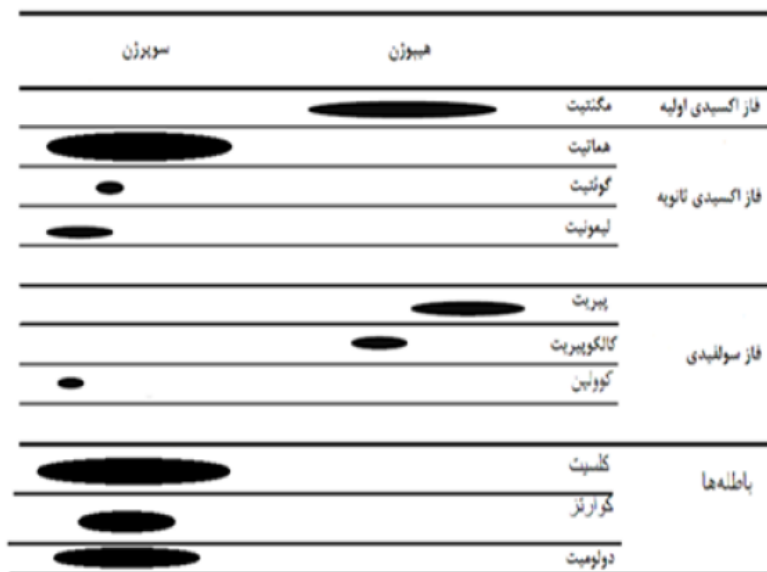 هیپوژن سوپرژن
فاز اکسیدی اولیه مگنتیت
هماتیت
فاز اکسیدی ثانویه گوئتیت
لیمونیت
پیریت
فاز سولفیدی کالکوپیریت
کوولین
باطله‌ها کلسیت
کوارتز
دولومیت